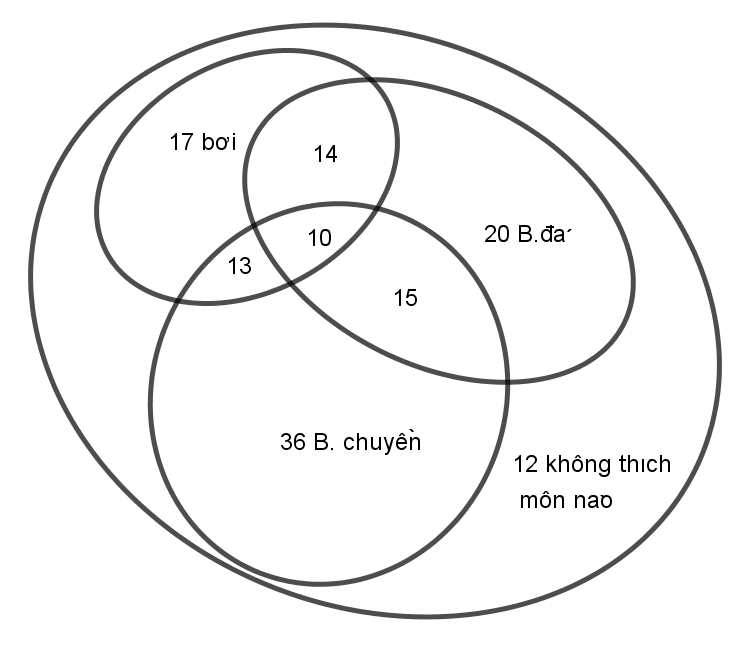 17 bơi
14
20 B.đá
10
13
15
36 B. chuyền
12 không thích
môn nào